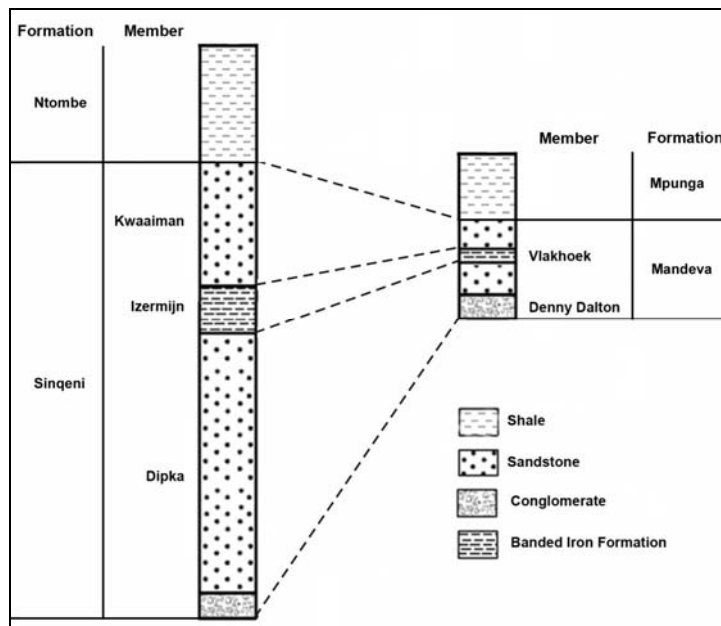 Formation Member
Ntombe
Kwaaiman
Izermijn
Sinqeni
Dipka
Member Formation
Mpunga
Vlakhoek
Mandeva
Denny Dalton
Shale
Sandstone
Conglomerate
Banded Iron Formation